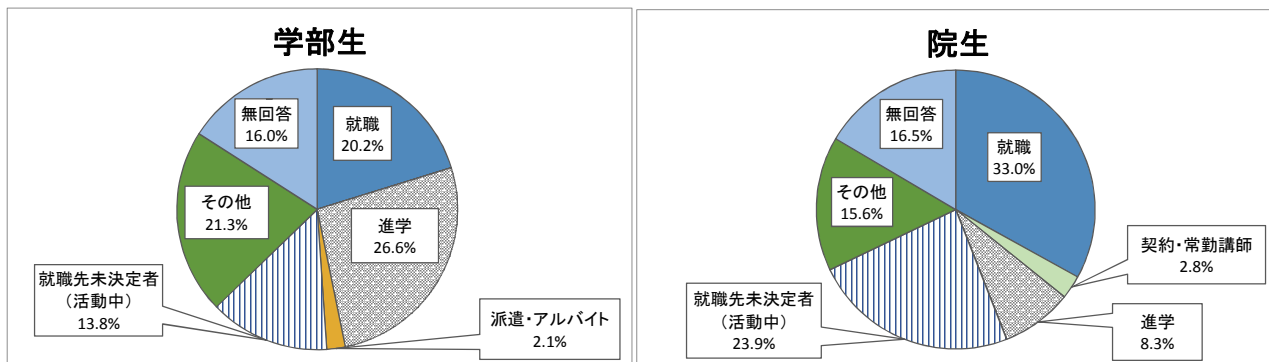 学部生
無回答
16.0%
就職
20.2%
その他
21.3%
進学
26.6%
就職先未決定者
（活動中）
13.8%
派遣・アルバイト
2.1%
院生
無回答
16.5%
就職
33.0%
その他
15.6%
契約・常勤講師
2.8%
就職先未決定者
（活動中）
23.9%
進学
8.3%